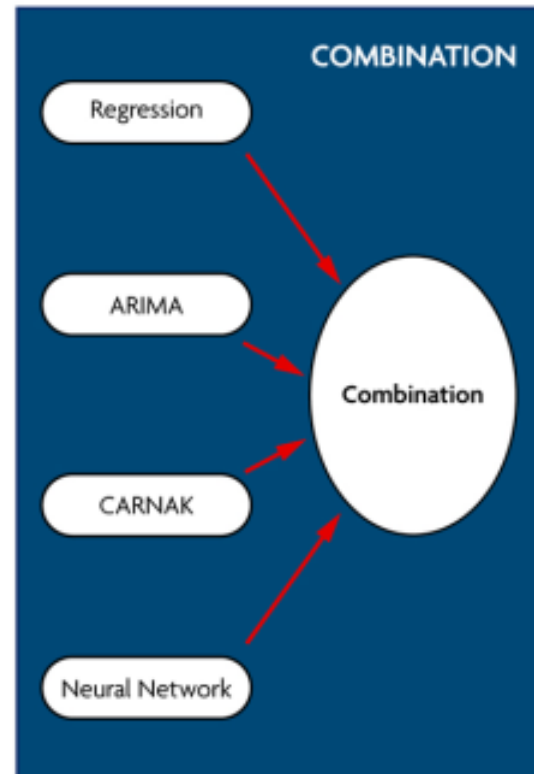 COMBINATION
Regression
ARIMA
Combination
CARNAK
Neural Network